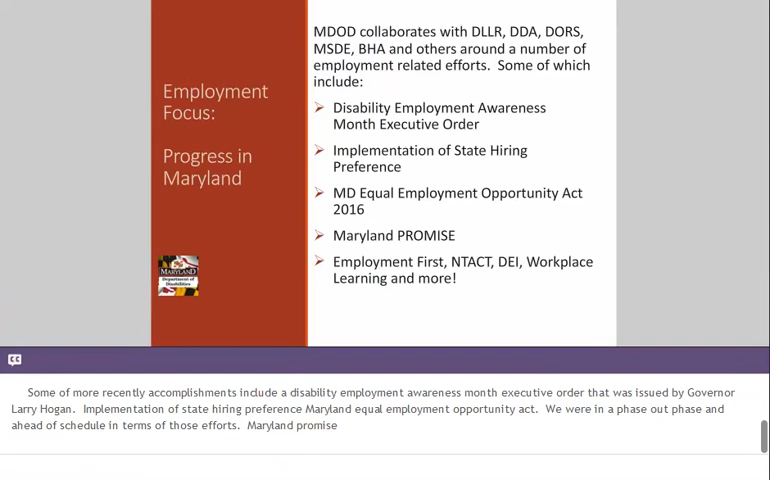 Employment
Focus:
Progress in
Maryland
MARYLAND
Department of
Disabilities
MDOD collaborates with DLLR, DDA, DORS,
MSDE, BHA and others around a number of
employment related efforts.  Some of which
include:
Disability Employment Awareness
Month Executive Order
Implementation of State Hiring
Preference
MD Equal Employment Opportunity Act
2016
Maryland PROMISE
Employment First, NTACT, DEI, Workplace
Learning and more!
CC
Some of more recently accomplishments include a disability employment awareness month executive order that was issued by Governor
Larry Hogan.  Implementation of state hiring preference Maryland equal employment opportunity act.  We were in a phase out phase and
ahead of schedule in terms of those efforts.  Maryland promise